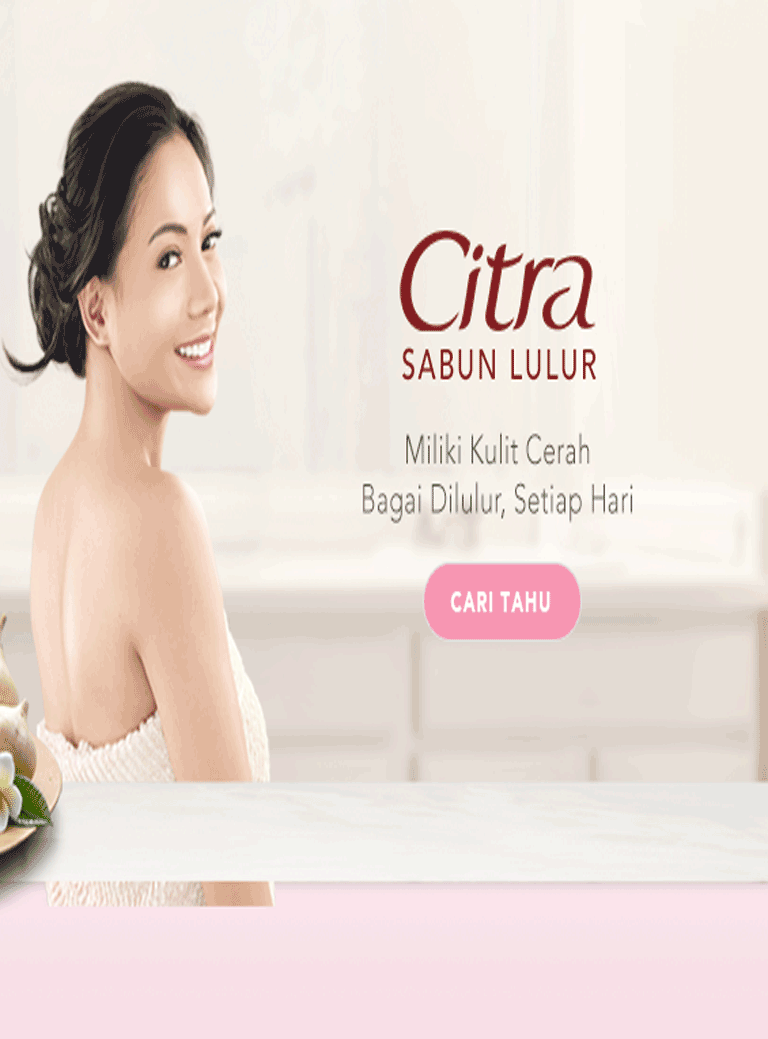 Citra
SABUN LULUR
Miliki Kulit Cerah
Bagai Dilulur, Setiap Hari
CARI TAHU